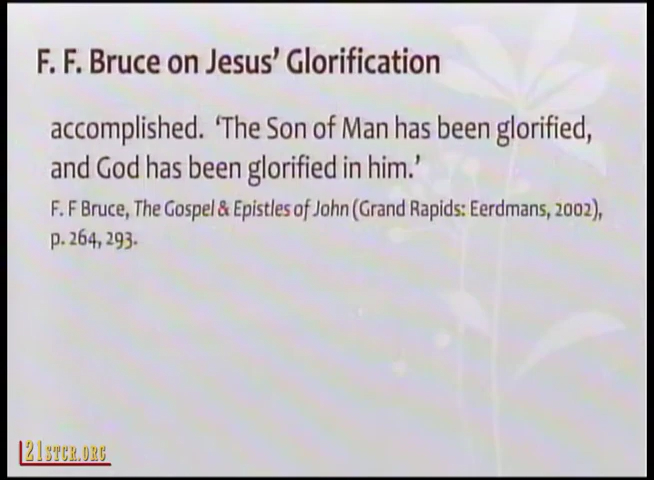 F. F. Bruce on Jesus’ Glorification
accomplished. ‘The Son of Man has been glorified,
and God has been glorified in him.’
F. F Bruce, The Gospel & Epistles of John (Grand Rapids: Eerdmans, 2002),
p. 264, 293.
21STCR.ORG